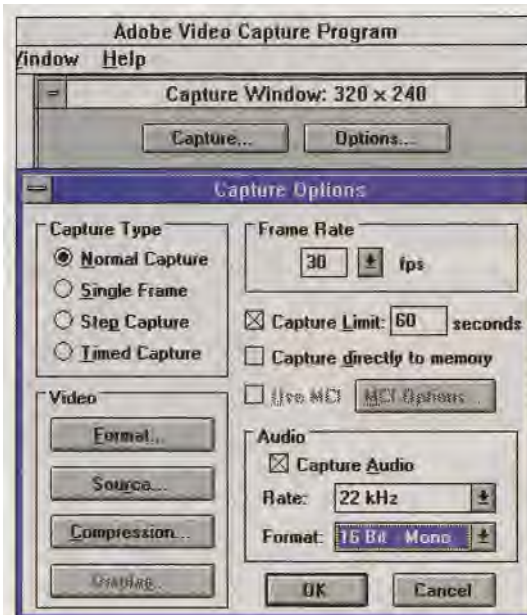 Adobe Video Capture Program
Window Help
Capture Window: 320 x 240
Capture... Options...
Capture Options
Capture Type
Normal Capture
Single Frame
Step Capture
Timed Capture
Frame Rate
30 fps
Capture Limit: 60 seconds
Capture directly to memory
Use MCI MCI Options...
Video
Format...
Source...
Compression...
Display...
Audio
Capture Audio
Rate: 22 kHz
Format: 16 Bit - Mono
OK Cancel